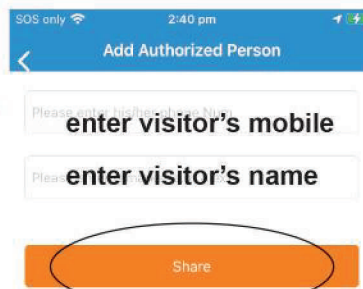 SOS only 2:40 pm
Add Authorized Person
Please enter his/her phone Num
enter visitor's mobile
enter visitor's name
Share